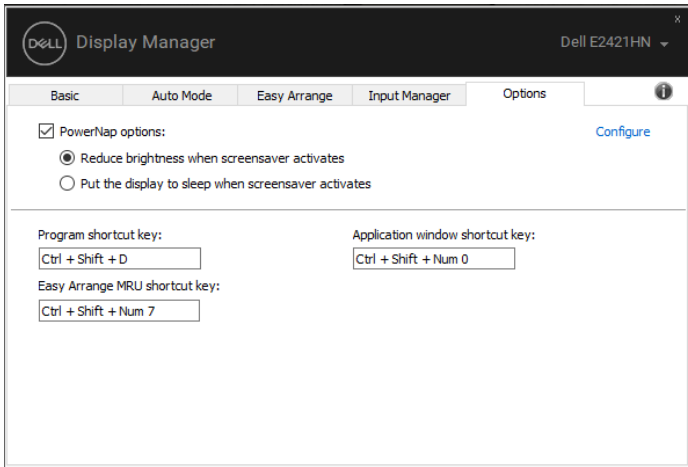 x
DELL Display Manager
Dell E2421HN
Basic Auto Mode Easy Arrange Input Manager Options i
PowerNap options: Configure
Reduce brightness when screensaver activates
Put the display to sleep when screensaver activates
Program shortcut key: Application window shortcut key:
Ctrl + Shift + D Ctrl + Shift + Num 0
Easy Arrange MRU shortcut key:
Ctrl + Shift + Num 7